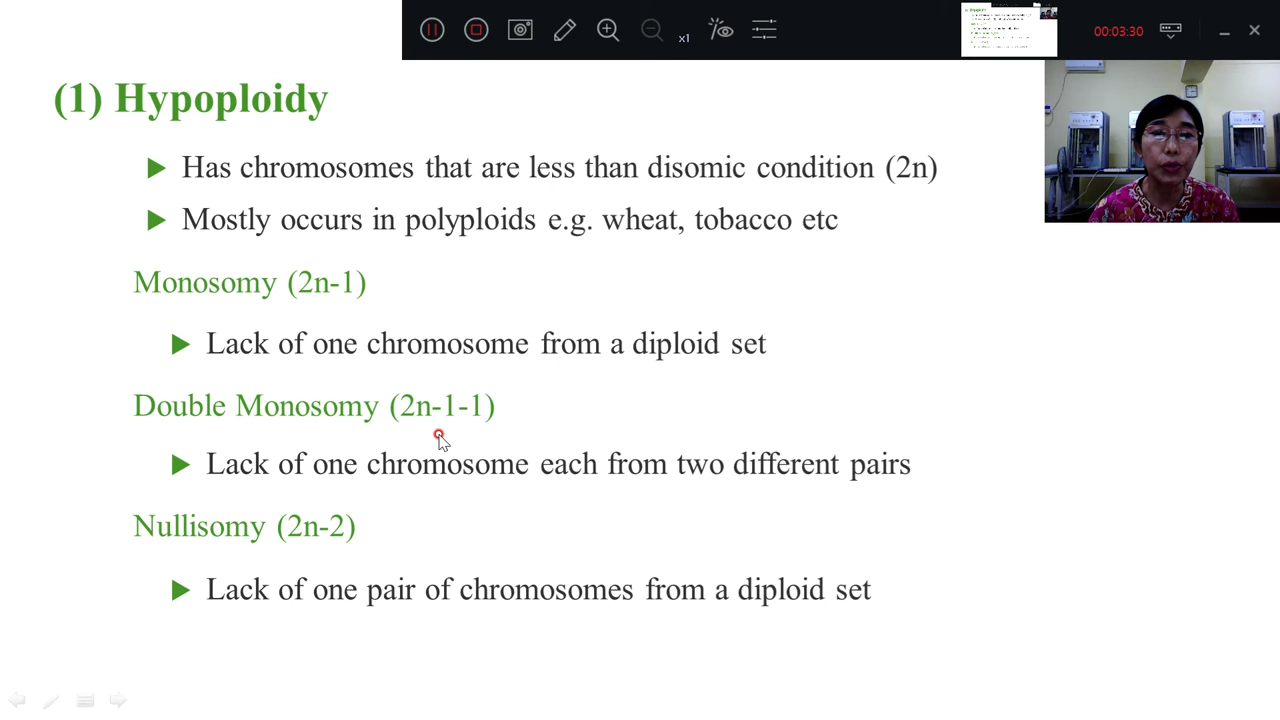 x1
00:03:30
(1) Hypoploidy
Has chromosomes that are less than disomic condition (2n)
Mostly occurs in polyploids e.g. wheat, tobacco etc
Monosomy (2n-1)
Lack of one chromosome from a diploid set
Double Monosomy (2n-1-1)
Lack of one chromosome each from two different pairs
Nullisomy (2n-2)
Lack of one pair of chromosomes from a diploid set